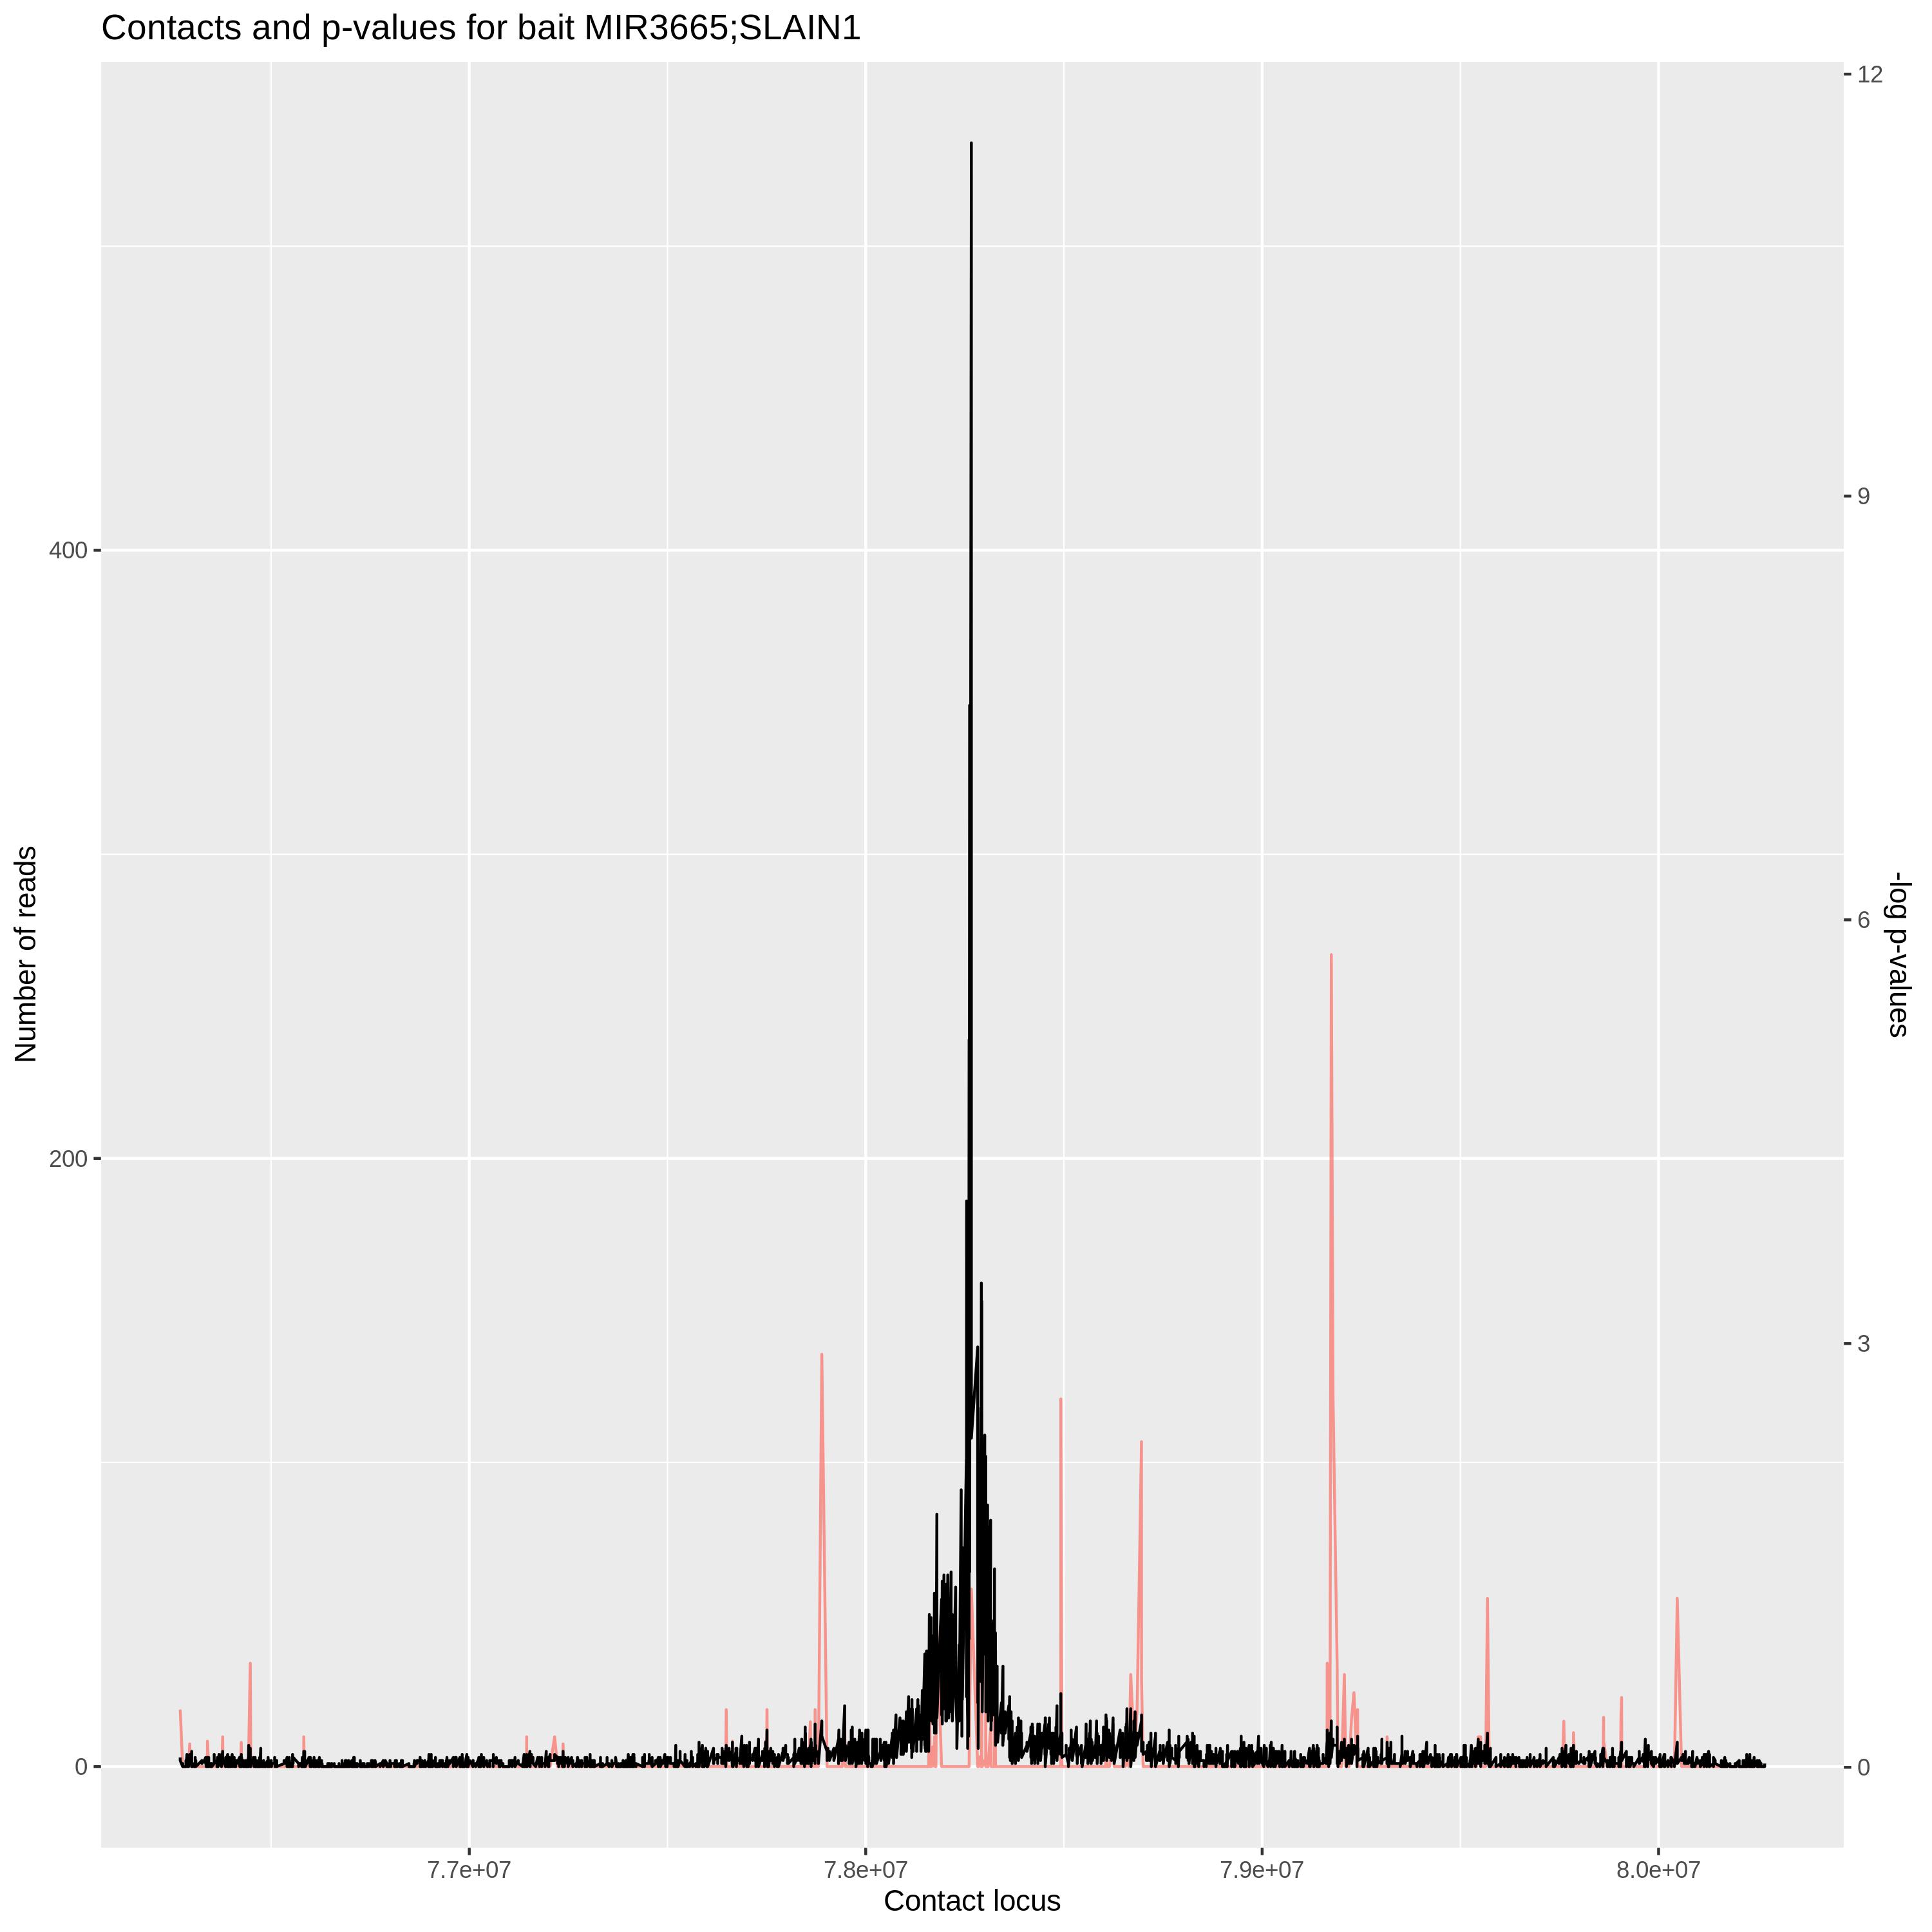 Contacts and p-values for bait MIR3665;SLAIN1
12
9
6
3
0
-log p-values
400
200
0
Number of reads
7.7e+07 7.8e+07 7.9e+07 8.0e+07
Contact locus